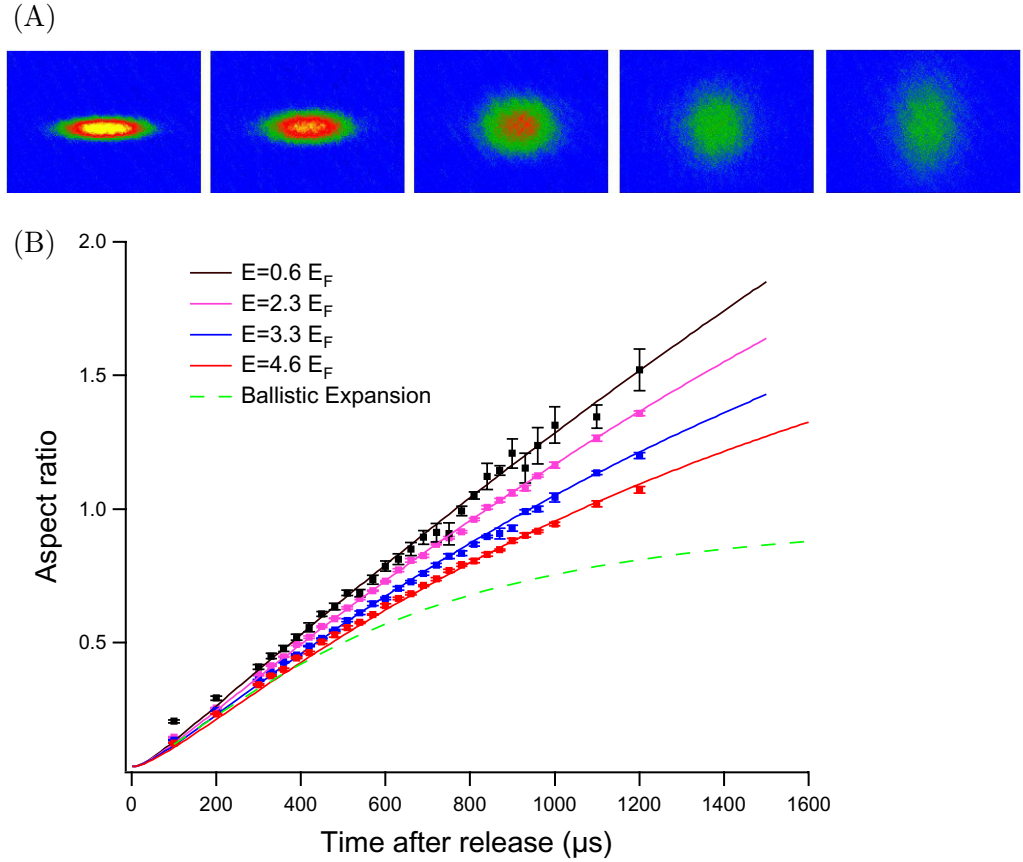 (A)
(B)
2.0
1.5
1.0
0.5
Aspect ratio
E=0.6 E_F
E=2.3 E_F
E=3.3 E_F
E=4.6 E_F
Ballistic Expansion
0 200 400 600 800 1000 1200 1400 1600
Time after release (µs)